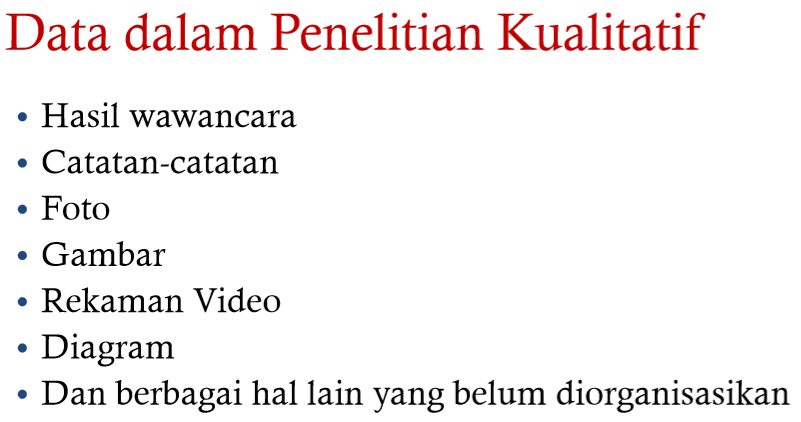 Data dalam Penelitian Kualitatif
• Hasil wawancara
• Catatan-catatan
• Foto
• Gambar
• Rekaman Video
• Diagram
• Dan berbagai hal lain yang belum diorganisasikan